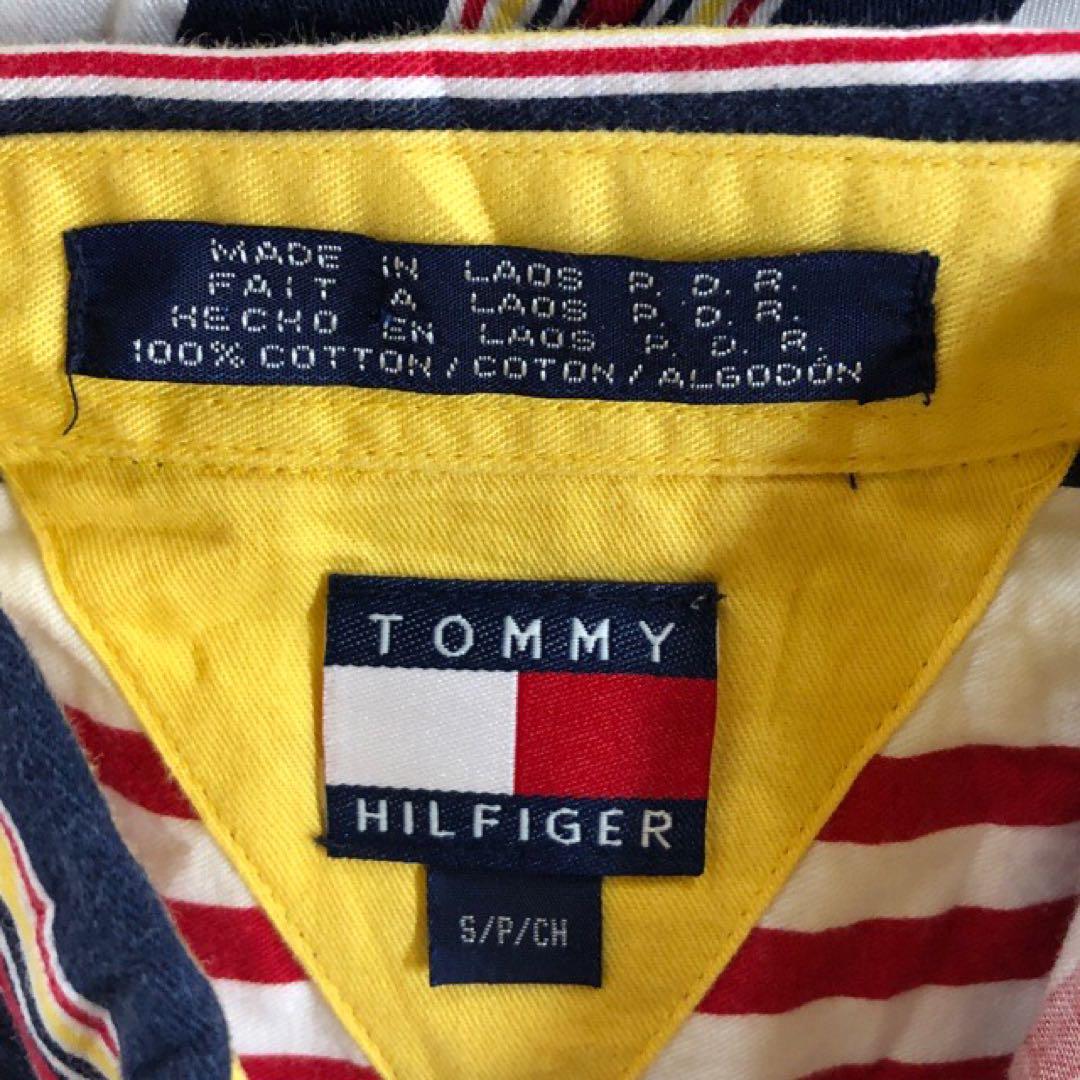 MADE IN LAOS P. D. R.
FAIT A LAOS P. D. R.
HECHO EN LAOS P. D. R.
100% COTTON / COTON / ALGODÓN
TOMMY
HILFIGER
S/P/CH